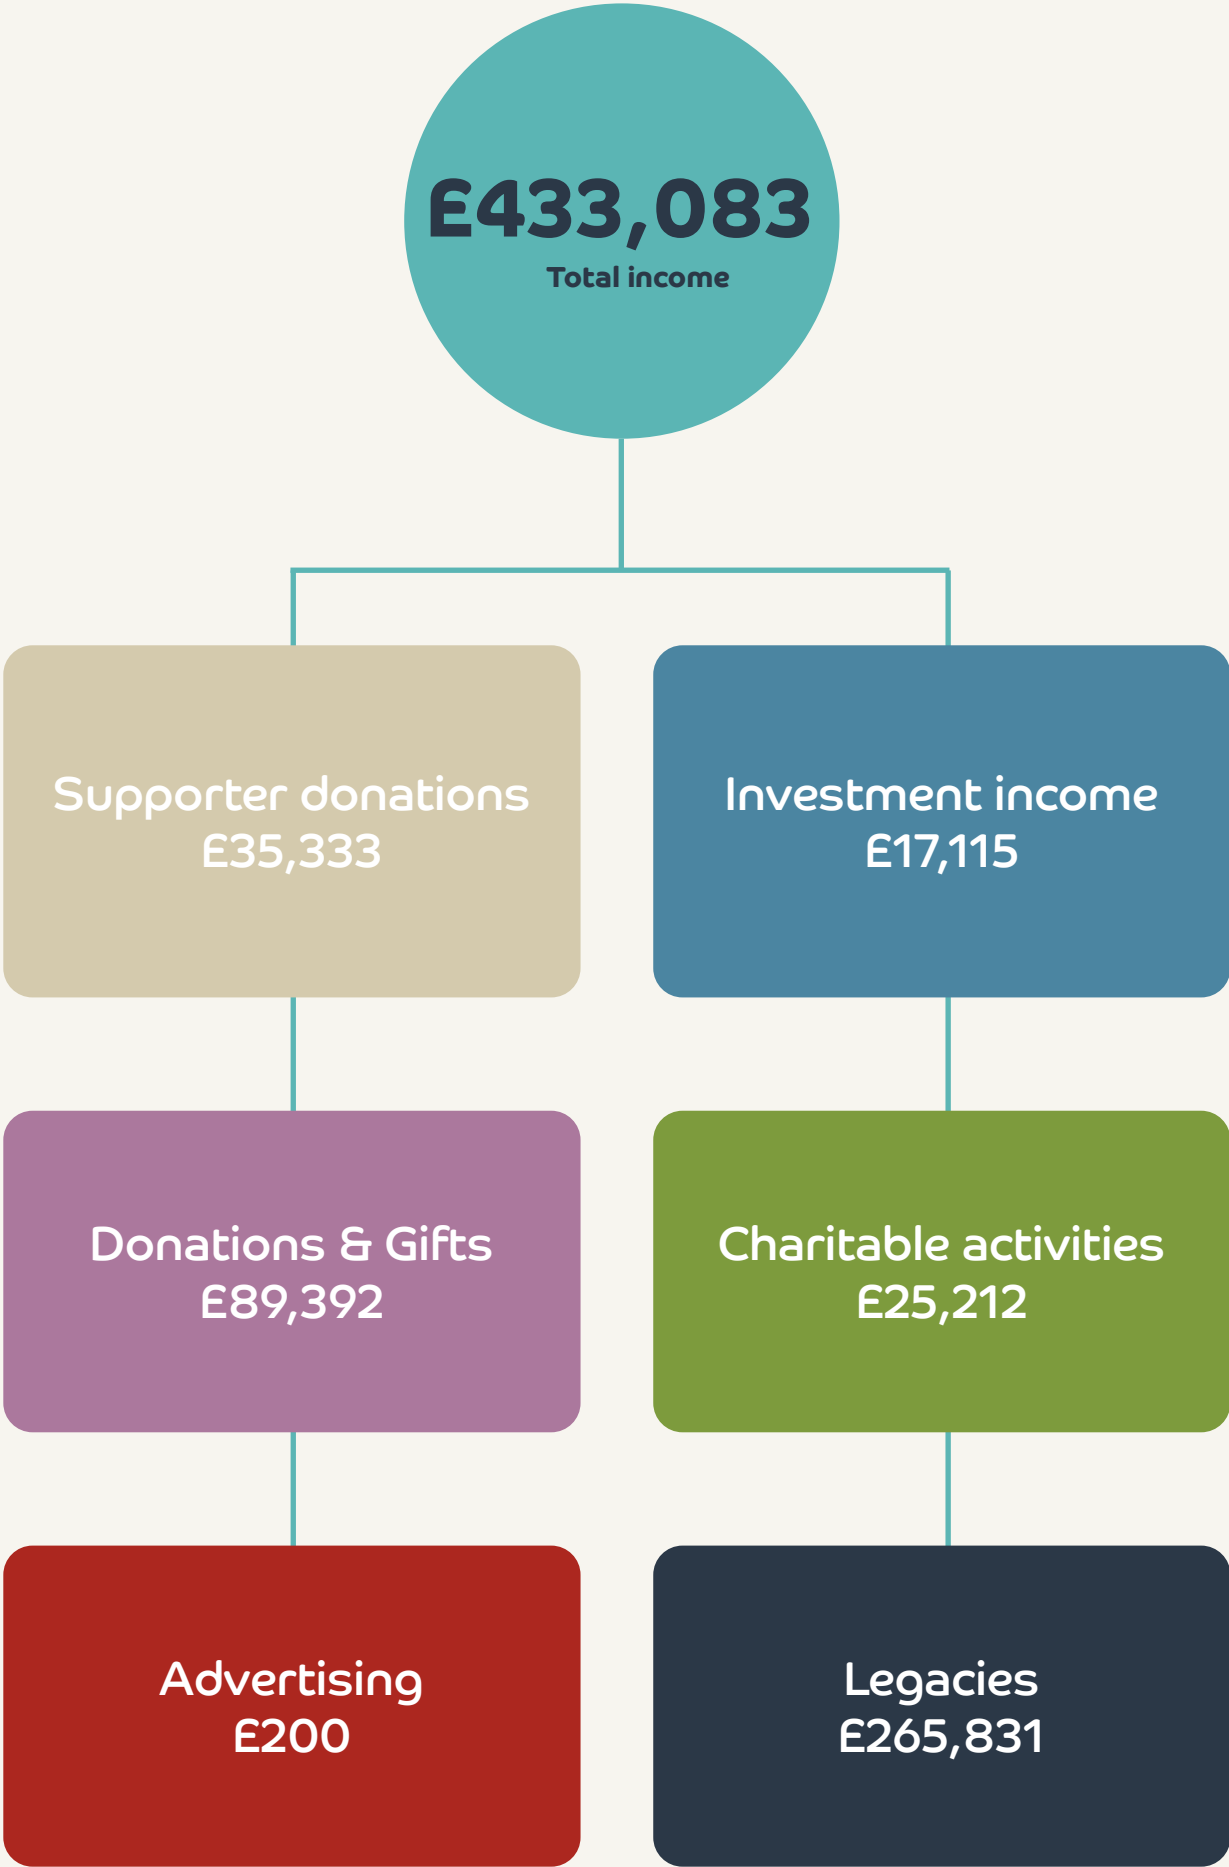 £433,083
Total income
Supporter donations
£35,333
Investment income
£17,115
Donations & Gifts
£89,392
Charitable activities
£25,212
Advertising
£200
Legacies
£265,831